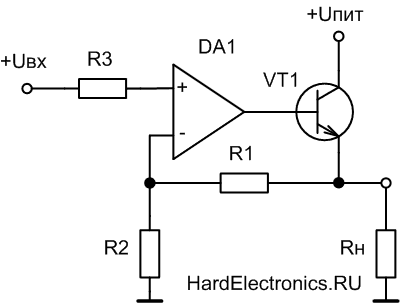 +Uпит
+Uвх
R3
DA1
VT1
+
-
R1
R2
Rн
HardElectronics.RU